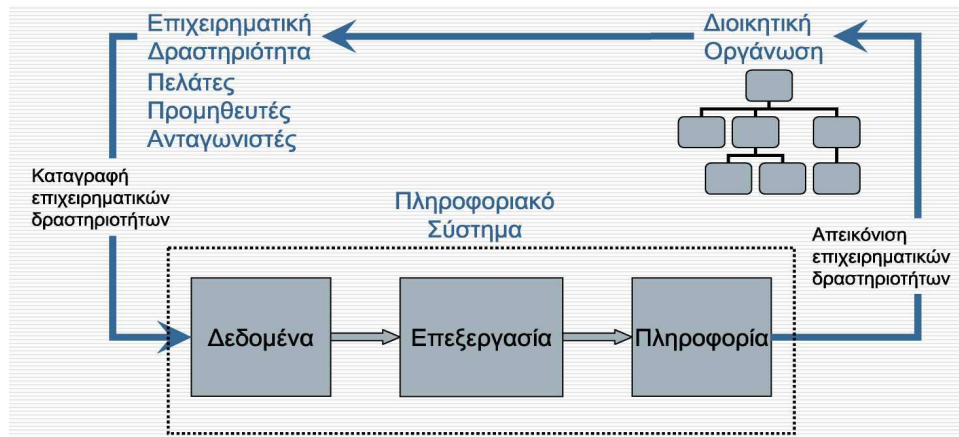 Επιχειρηματική
Δραστηριότητα
Πελάτες
Προμηθευτές
Ανταγωνιστές
Διοικητική
Οργάνωση
Καταγραφή
επιχειρηματικών
δραστηριοτήτων
Πληροφοριακό
Σύστημα
Απεικόνιση
επιχειρηματικών
δραστηριοτήτων
Δεδομένα
Επεξεργασία
Πληροφορία